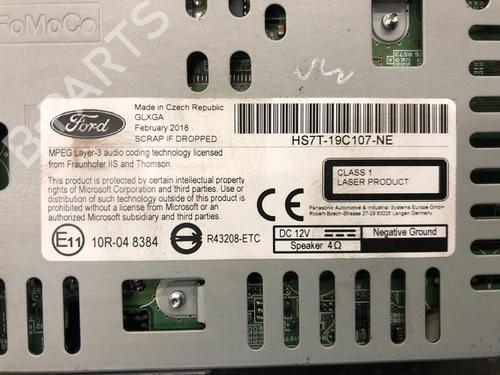 FoMoCo
Ford
Made in Czech Republic
GLXGA
February 2018
SCRAP IF DROPPED
HS7T-19C107-NE
MPEG Layer-3 audio coding technology licensed
from Fraunhofer IIS and Thomson.
This product is protected by certain intellectual property
rights of Microsoft Corporation and third parties. Use or
distribution of such technology outside of this product is
prohibited without a license from Microsoft or an
authorized Microsoft subsidiary and third parties.
CLASS 1
LASER PRODUCT
CE
Panasonic Automotive & Industrial Systems Europe GmbH
Robert-Bosch-Strasse 27-29 63225 Langen, Germany
E11 10R-04 8384
R43208-ETC
DC 12V
Negative Ground
Speaker 4Ω
B-PARTS